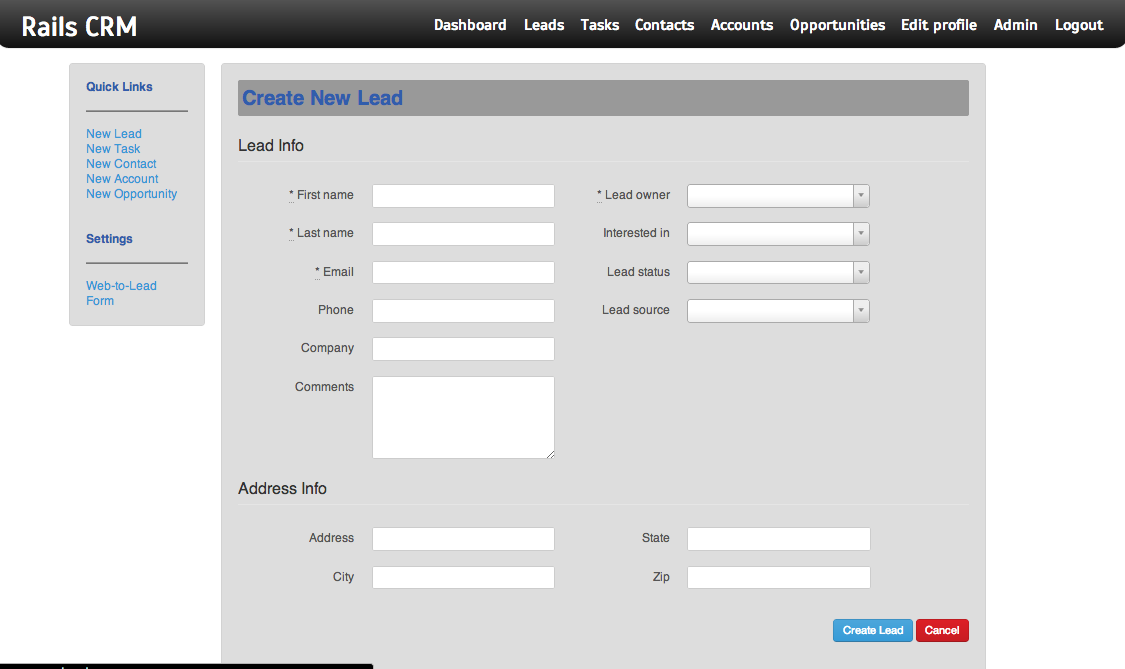 Rails CRM
Dashboard Leads Tasks Contacts Accounts Opportunities Edit profile Admin Logout
Quick Links
New Lead
New Task
New Contact
New Account
New Opportunity
Settings
Web-to-Lead
Form
Create New Lead
Lead Info
* First name
* Lead owner
* Last name
Interested in
* Email
Lead status
Phone
Lead source
Company
Comments
Address Info
Address
State
City
Zip
Create Lead
Cancel